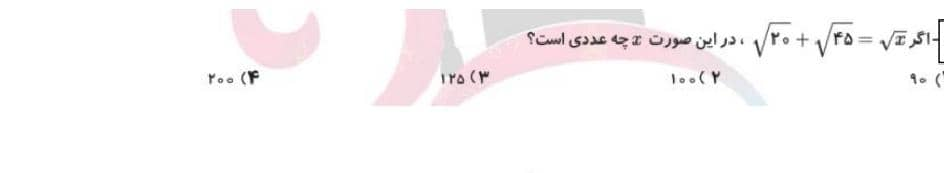 -اگر √۲۰ + √۴۵ = √x ، در این صورت x چه عددی است؟
۹۰ (۱ ۱۰۰ (۲ ۱۲۵ (۳ ۲۰۰ (۴